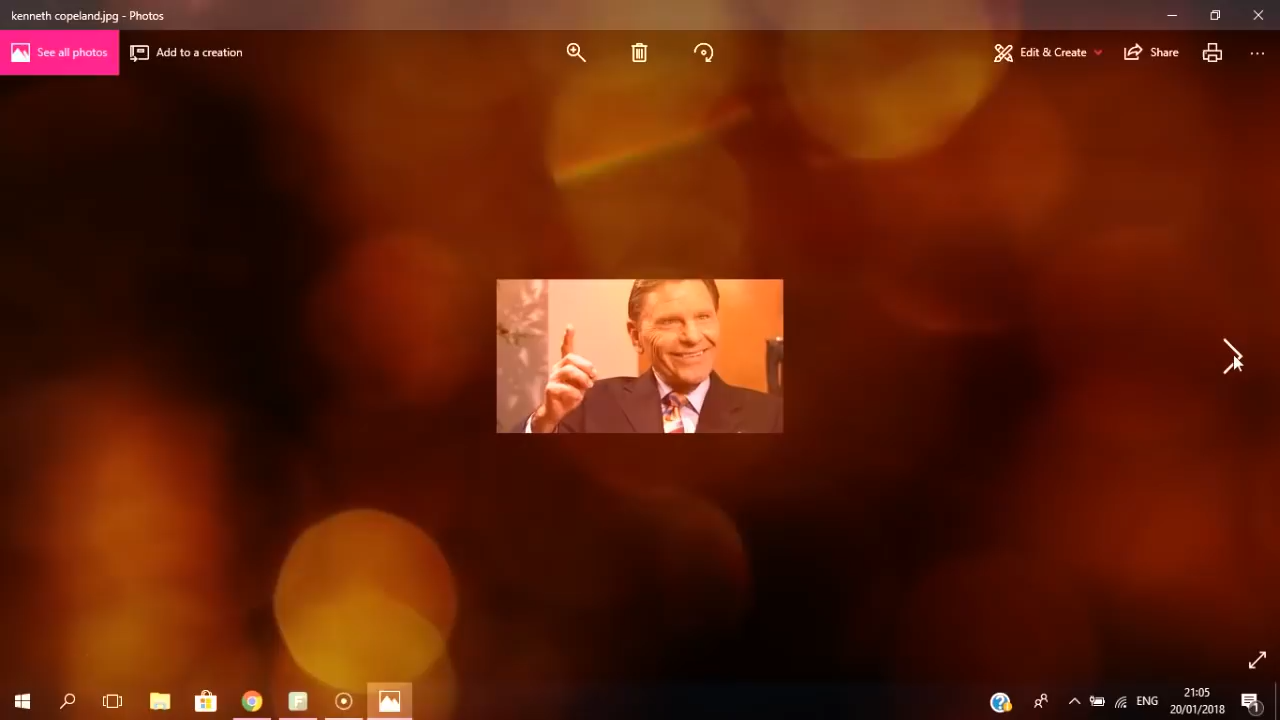 kenneth copeland.jpg - Photos
See all photos
Add to a creation
Edit & Create
Share
ENG
21:05
20/01/2018